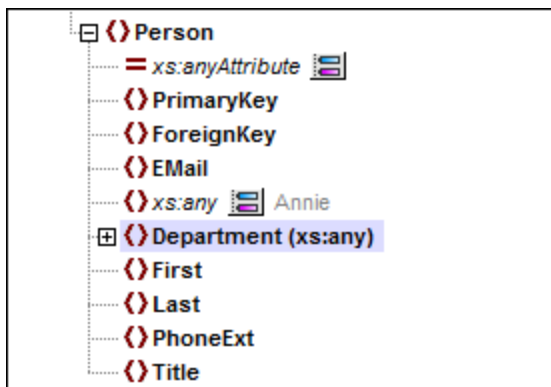 Person
xs:anyAttribute
PrimaryKey
ForeignKey
EMail
xs:any Annie
Department (xs:any)
First
Last
PhoneExt
Title